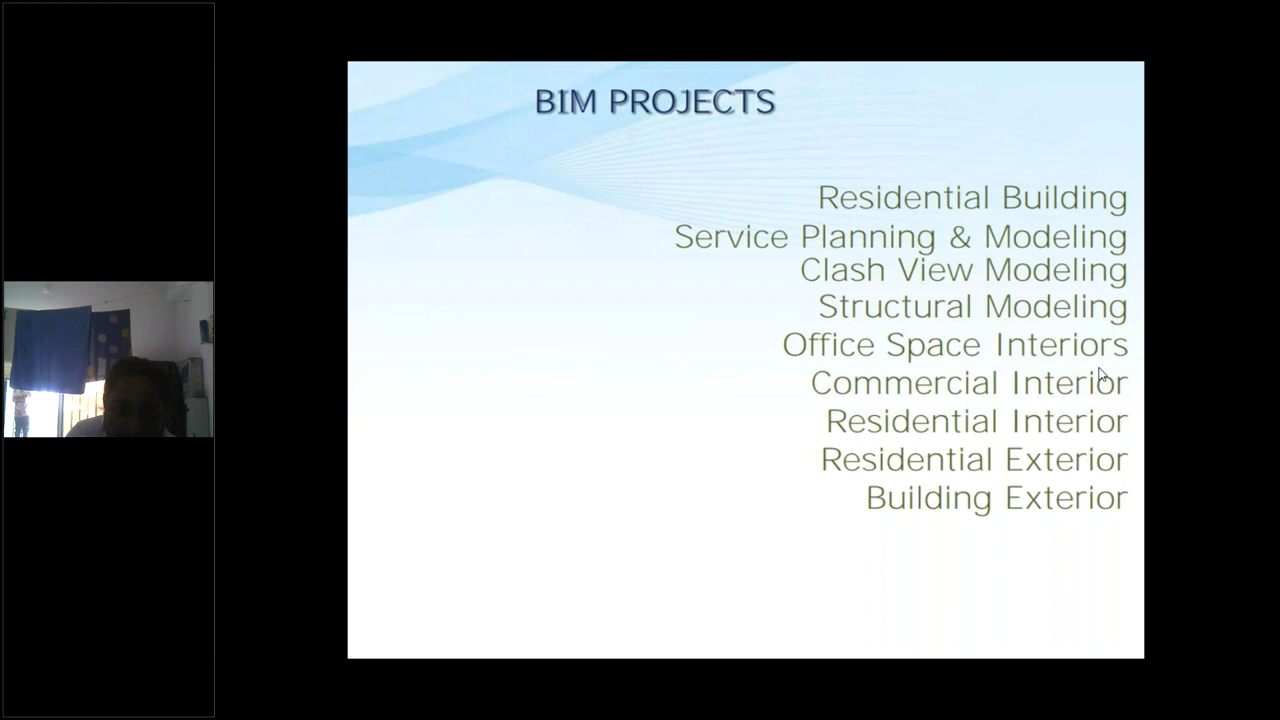 BIM PROJECTS
Residential Building
Service Planning & Modeling
Clash View Modeling
Structural Modeling
Office Space Interiors
Commercial Interior
Residential Interior
Residential Exterior
Building Exterior